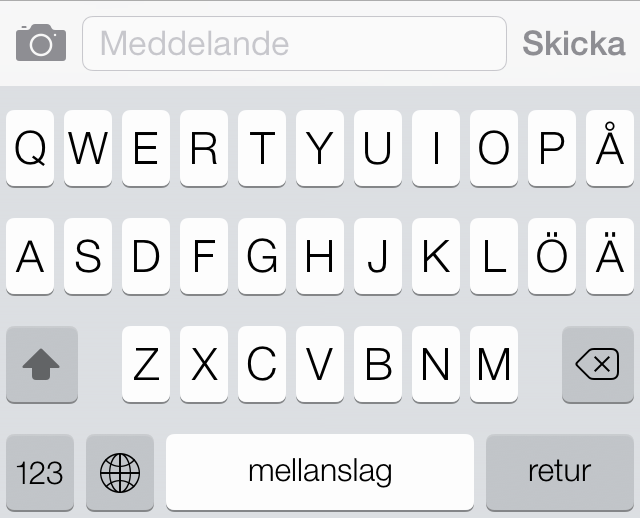 Meddelande Skicka
Q W E R T Y U I O P Å
A S D F G H J K L Ö Ä
Z X C V B N M
123 mellanslag retur